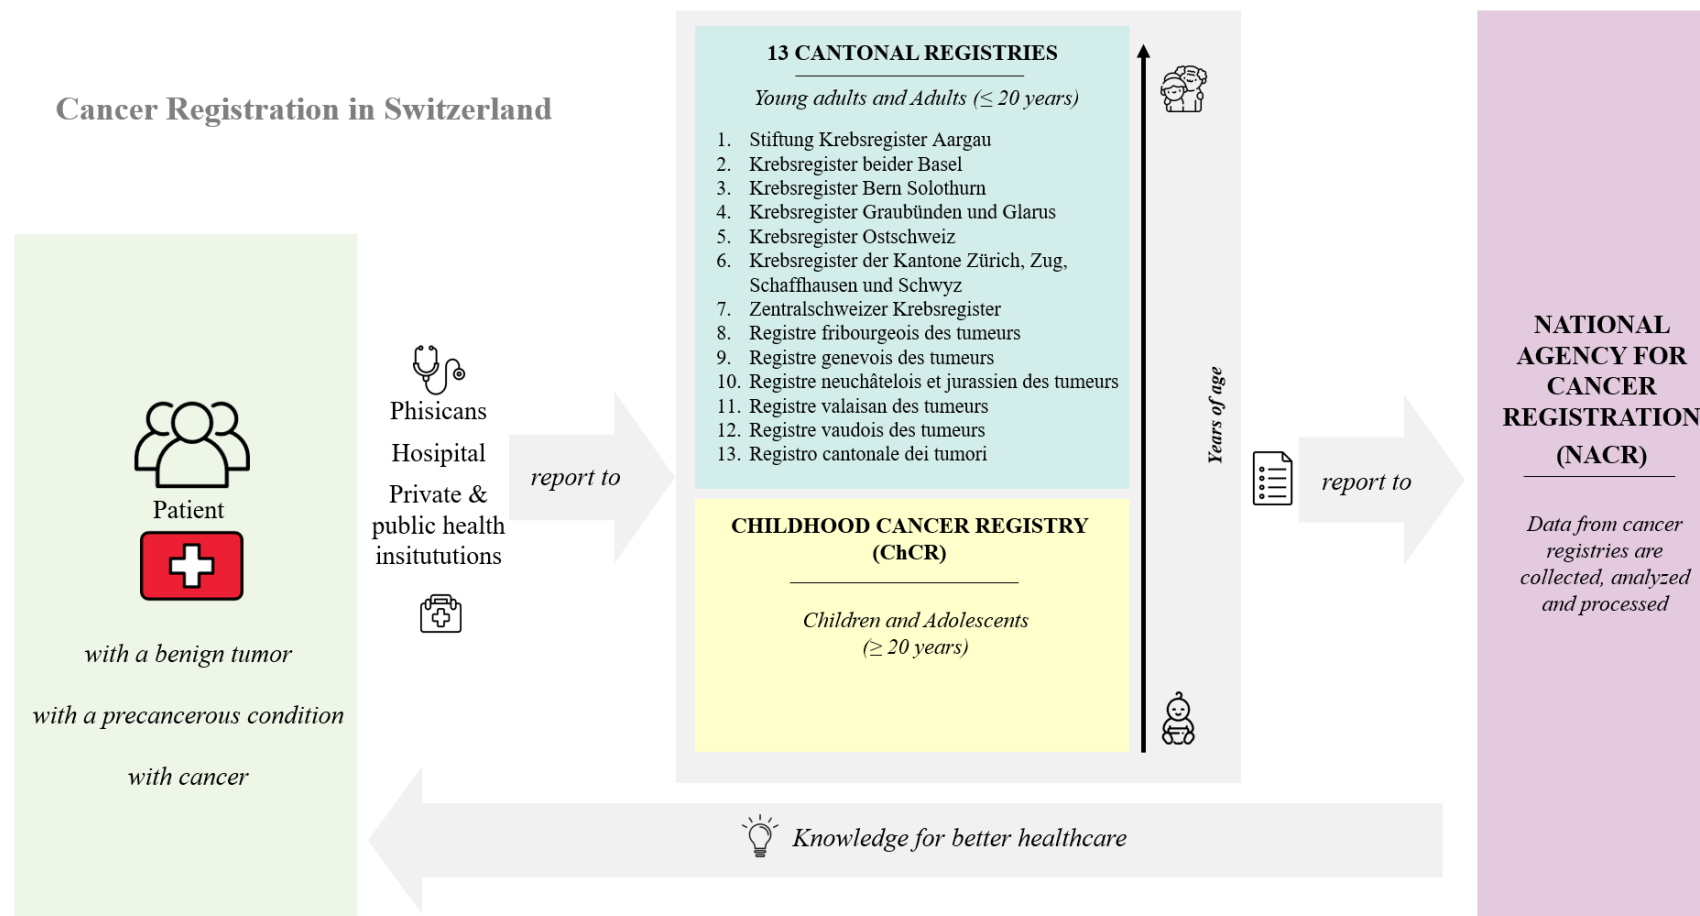 Cancer Registration in Switzerland
Patient
with a benign tumor
with a precancerous condition
with cancer
Phisicans
Hosipital
Private &
public health
insitututions
report to
13 CANTONAL REGISTRIES
Young adults and Adults (≤ 20 years)
1. Stiftung Krebsregister Aargau
2. Krebsregister beider Basel
3. Krebsregister Bern Solothurn
4. Krebsregister Graubünden und Glarus
5. Krebsregister Ostschweiz
6. Krebsregister der Kantone Zürich, Zug,
Schaffhausen und Schwyz
7. Zentralschweizer Krebsregister
8. Registre fribourgeois des tumeurs
9. Registre genevois des tumeurs
10. Registre neuchâtelois et jurassien des tumeurs
11. Registre valaisan des tumeurs
12. Registre vaudois des tumeurs
13. Registro cantonale dei tumori
CHILDHOOD CANCER REGISTRY
(ChCR)
Children and Adolescents
(≥ 20 years)
Years of age
report to
NATIONAL
AGENCY FOR
CANCER
REGISTRATION
(NACR)
Data from cancer
registries are
collected, analyzed
and processed
Knowledge for better healthcare